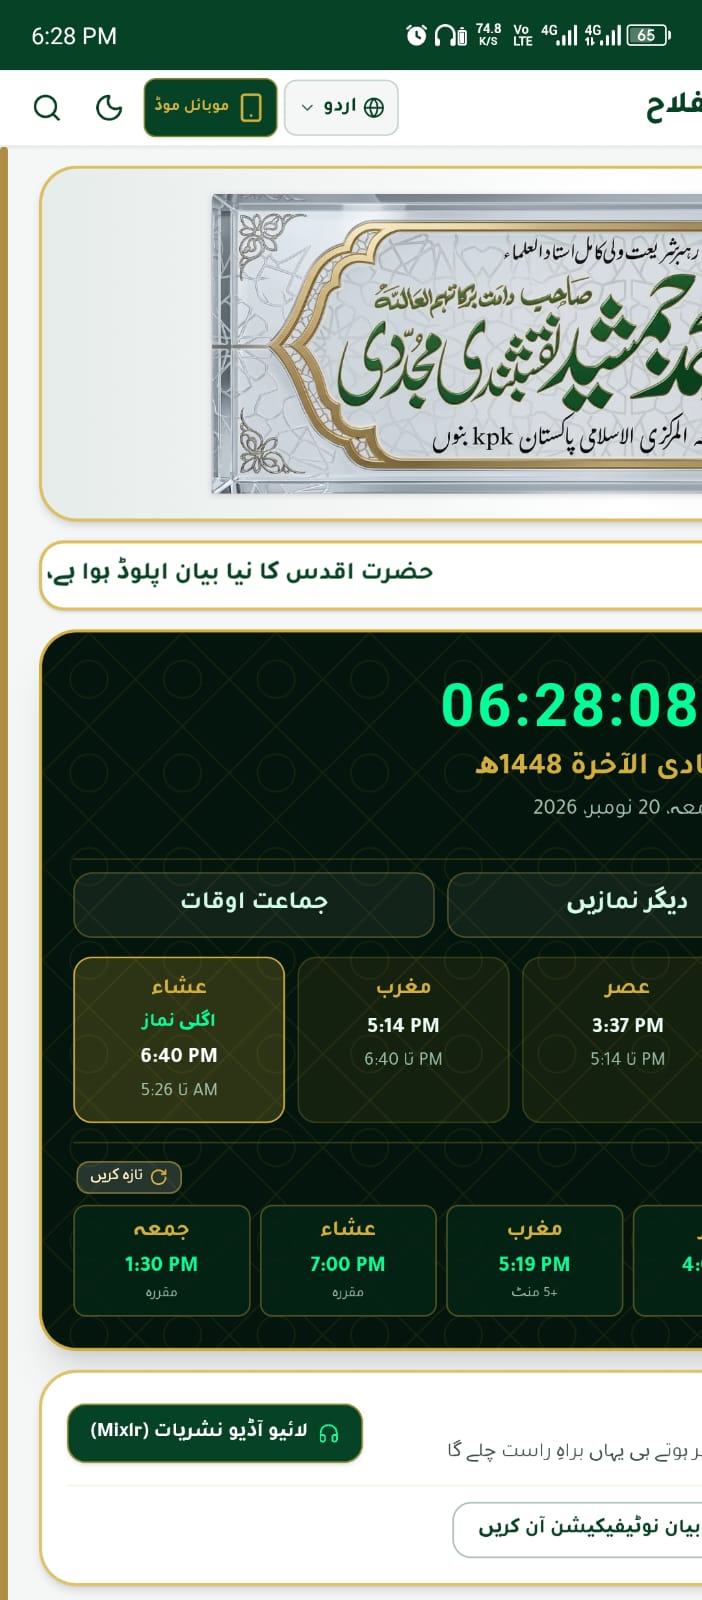 6:28 PM
74.8 K/S Vo LTE 4G 4G 65
موبائل موڈ
اردو
فلاح
رہبر شریعت ولی کامل استاد العلماء
صاحب دامت برکاتہم العالیہ
جمشید نقشبندی مجددی
المرکزی الاسلامی پاکستان kpk بنوں
حضرت اقدس کا نیا بیان اپلوڈ ہوا ہے،
06:28:08
ادی الآخرة 1448ھ
عہ، 20 نومبر، 2026
دیگر نمازیں
جماعت اوقات
عصر
3:37 PM
5:14 تا PM
مغرب
5:14 PM
6:40 تا PM
عشاء
اگلی نماز
6:40 PM
5:26 تا AM
تازہ کریں
4:
مغرب
5:19 PM
+5 منٹ
عشاء
7:00 PM
مقررہ
جمعہ
1:30 PM
مقررہ
لائیو آڈیو نشریات (Mixlr)
ر ہوتے ہی یہاں براہِ راست چلے گا
بیان نوٹیفیکیشن آن کریں